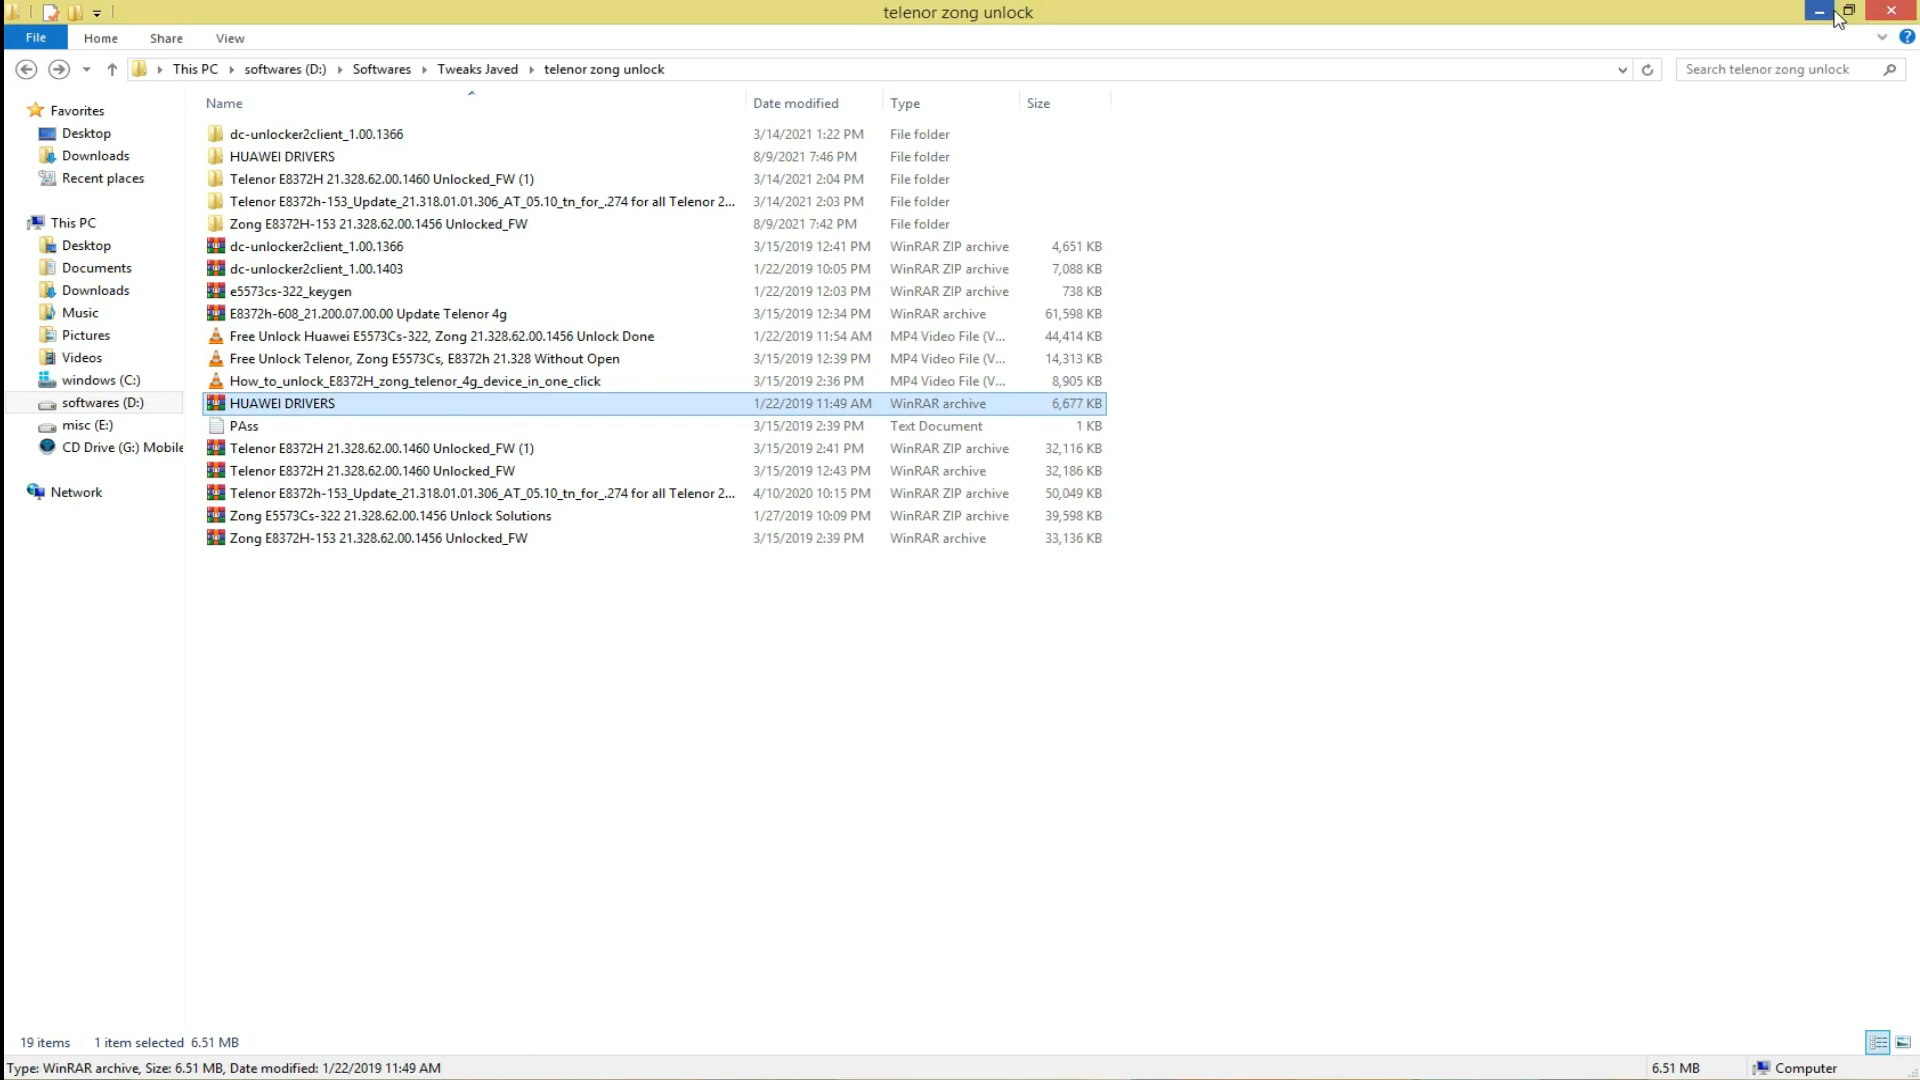 telenor zong unlock
File Home Share View
This PC softwares (D:) Softwares Tweaks Javed telenor zong unlock Search telenor zong unlock
Name Date modified Type Size
Favorites
Desktop
Downloads
Recent places
This PC
Desktop
Documents
Downloads
Music
Pictures
Videos
windows (C:)
softwares (D:)
misc (E:)
CD Drive (G:) Mobile
Network
dc-unlocker2client_1.00.1366 3/14/2021 1:22 PM File folder
HUAWEI DRIVERS 8/9/2021 7:46 PM File folder
Telenor E8372H 21.328.62.00.1460 Unlocked_FW (1) 3/14/2021 2:04 PM File folder
Telenor E8372h-153_Update_21.318.01.01.306_AT_05.10_tn_for_.274 for all Telenor 2... 3/14/2021 2:03 PM File folder
Zong E8372H-153 21.328.62.00.1456 Unlocked_FW 8/9/2021 7:42 PM File folder
dc-unlocker2client_1.00.1366 3/15/2019 12:41 PM WinRAR ZIP archive 4,651 KB
dc-unlocker2client_1.00.1403 1/22/2019 10:05 PM WinRAR ZIP archive 7,088 KB
e5573cs-322_keygen 1/22/2019 12:03 PM WinRAR ZIP archive 738 KB
E8372h-608_21.200.07.00.00 Update Telenor 4g 3/15/2019 12:34 PM WinRAR archive 61,598 KB
Free Unlock Huawei E5573Cs-322, Zong 21.328.62.00.1456 Unlock Done 1/22/2019 11:54 AM MP4 Video File (V... 44,414 KB
Free Unlock Telenor, Zong E5573Cs, E8372h 21.328 Without Open 3/15/2019 12:39 PM MP4 Video File (V... 14,313 KB
How_to_unlock_E8372H_zong_telenor_4g_device_in_one_click 3/15/2019 2:36 PM MP4 Video File (V... 8,905 KB
HUAWEI DRIVERS 1/22/2019 11:49 AM WinRAR archive 6,677 KB
PAss 3/15/2019 2:39 PM Text Document 1 KB
Telenor E8372H 21.328.62.00.1460 Unlocked_FW (1) 3/15/2019 2:41 PM WinRAR ZIP archive 32,116 KB
Telenor E8372H 21.328.62.00.1460 Unlocked_FW 3/15/2019 12:43 PM WinRAR archive 32,186 KB
Telenor E8372h-153_Update_21.318.01.01.306_AT_05.10_tn_for_.274 for all Telenor 2... 4/10/2020 10:15 PM WinRAR ZIP archive 50,049 KB
Zong E5573Cs-322 21.328.62.00.1456 Unlock Solutions 1/27/2019 10:09 PM WinRAR ZIP archive 39,598 KB
Zong E8372H-153 21.328.62.00.1456 Unlocked_FW 3/15/2019 2:39 PM WinRAR archive 33,136 KB
19 items 1 item selected 6.51 MB
Type: WinRAR archive, Size: 6.51 MB, Date modified: 1/22/2019 11:49 AM 6.51 MB Computer